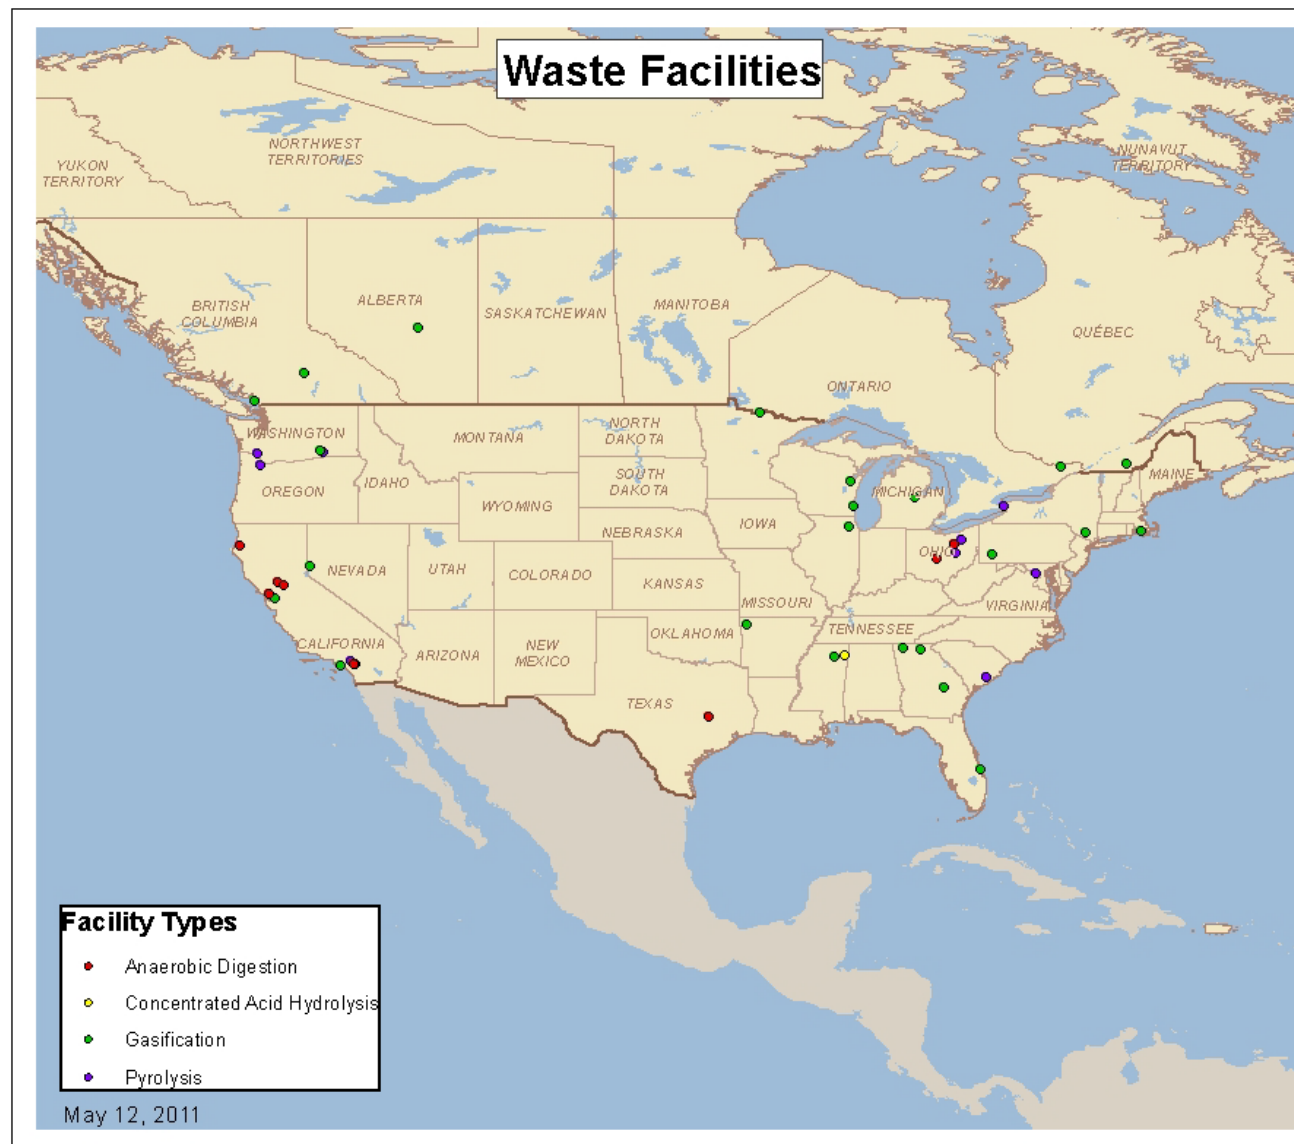 Waste Facilities
NORTHWEST
TERRITORIES
NUNAVUT
TERRITORY
YUKON
TERRITORY
BRITISH
COLUMBIA
ALBERTA
SASKATCHEWAN
MANITOBA
ONTARIO
QUÉBEC
WASHINGTON
MONTANA
NORTH
DAKOTA
MAINE
OREGON
IDAHO
SOUTH
DAKOTA
MICHIGAN
WYOMING
NEBRASKA
IOWA
OHIO
NEVADA
UTAH
COLORADO
KANSAS
MISSOURI
VIRGINIA
CALIFORNIA
ARIZONA
NEW
MEXICO
OKLAHOMA
TENNESSEE
TEXAS
Facility Types
Anaerobic Digestion
Concentrated Acid Hydrolysis
Gasification
Pyrolysis
May 12, 2011